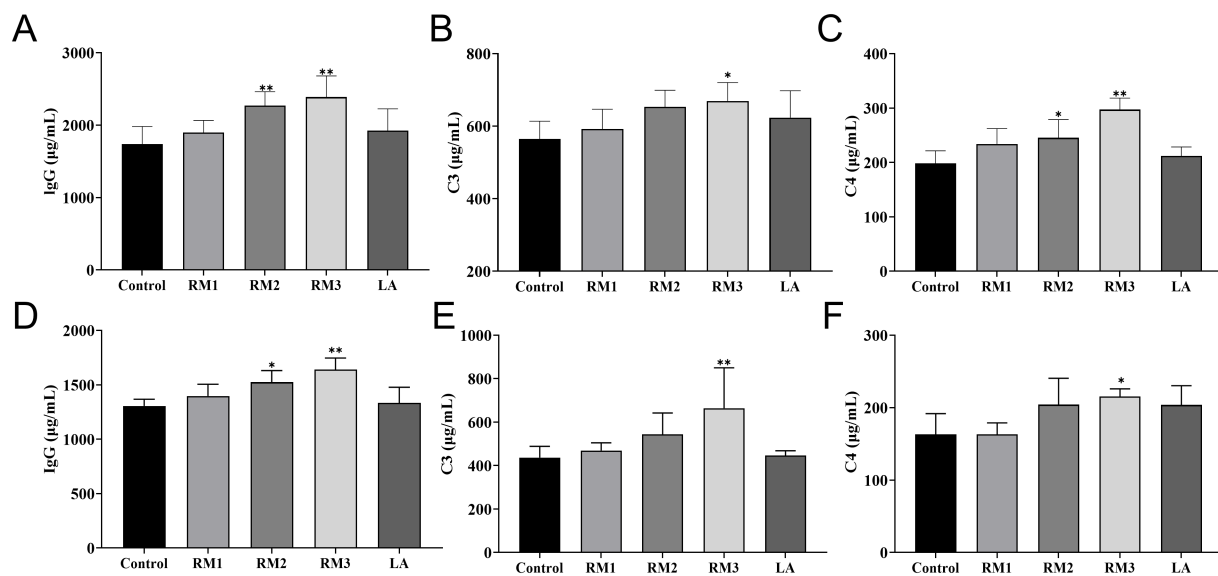 A
IgG (µg/mL)
3000
2000
1000
0
**
**
Control RM1 RM2 RM3 LA
B
C3 (µg/mL)
800
600
400
200
*
Control RM1 RM2 RM3 LA
C
C4 (µg/mL)
400
300
200
100
0
*
**
Control RM1 RM2 RM3 LA
D
IgG (µg/mL)
2000
1500
1000
500
0
*
**
Control RM1 RM2 RM3 LA
E
C3 (µg/mL)
1000
800
600
400
200
0
**
Control RM1 RM2 RM3 LA
F
C4 (µg/mL)
300
200
100
0
*
Control RM1 RM2 RM3 LA